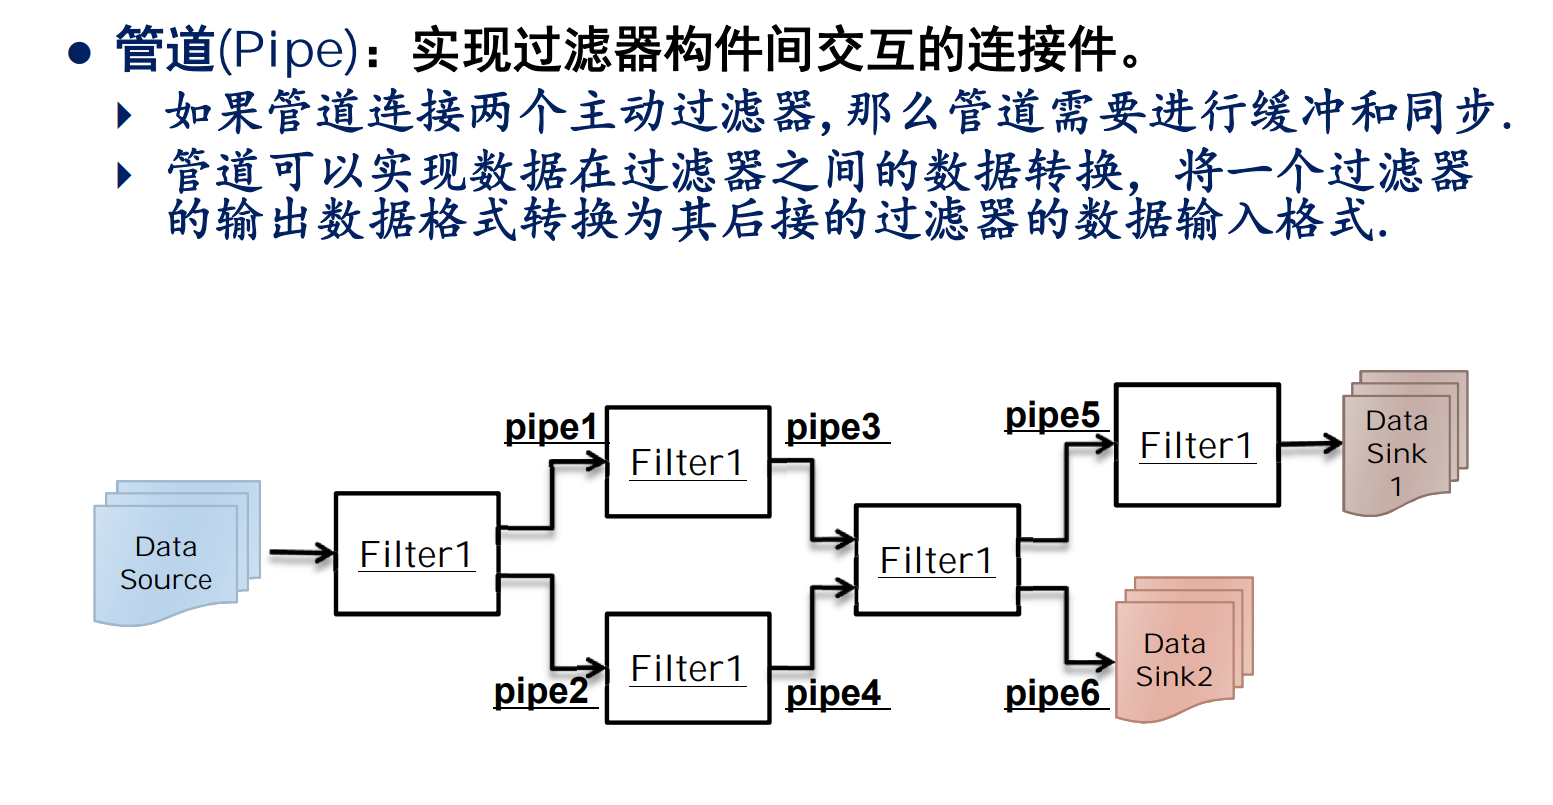 管道(Pipe)：实现过滤器构件间交互的连接件。
如果管道连接两个主动过滤器,那么管道需要进行缓冲和同步.
管道可以实现数据在过滤器之间的数据转换，将一个过滤器
的输出数据格式转换为其后接的过滤器的数据输入格式.
Data
Source
Filter1
pipe1
Filter1
pipe3
pipe2
Filter1
pipe4
Filter1
pipe5
Filter1
Data
Sink
1
pipe6
Data
Sink2